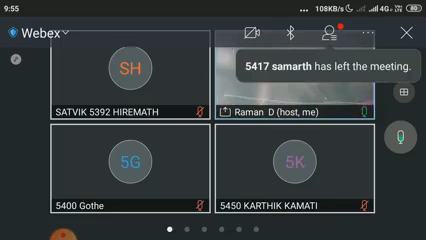 9:55
108KB/s
4G+
80
Webex
5417 samarth has left the meeting.
SH
SATVIK 5392 HIREMATH
Raman D (host, me)
5G
5400 Gothe
5K
5450 KARTHIK KAMATI